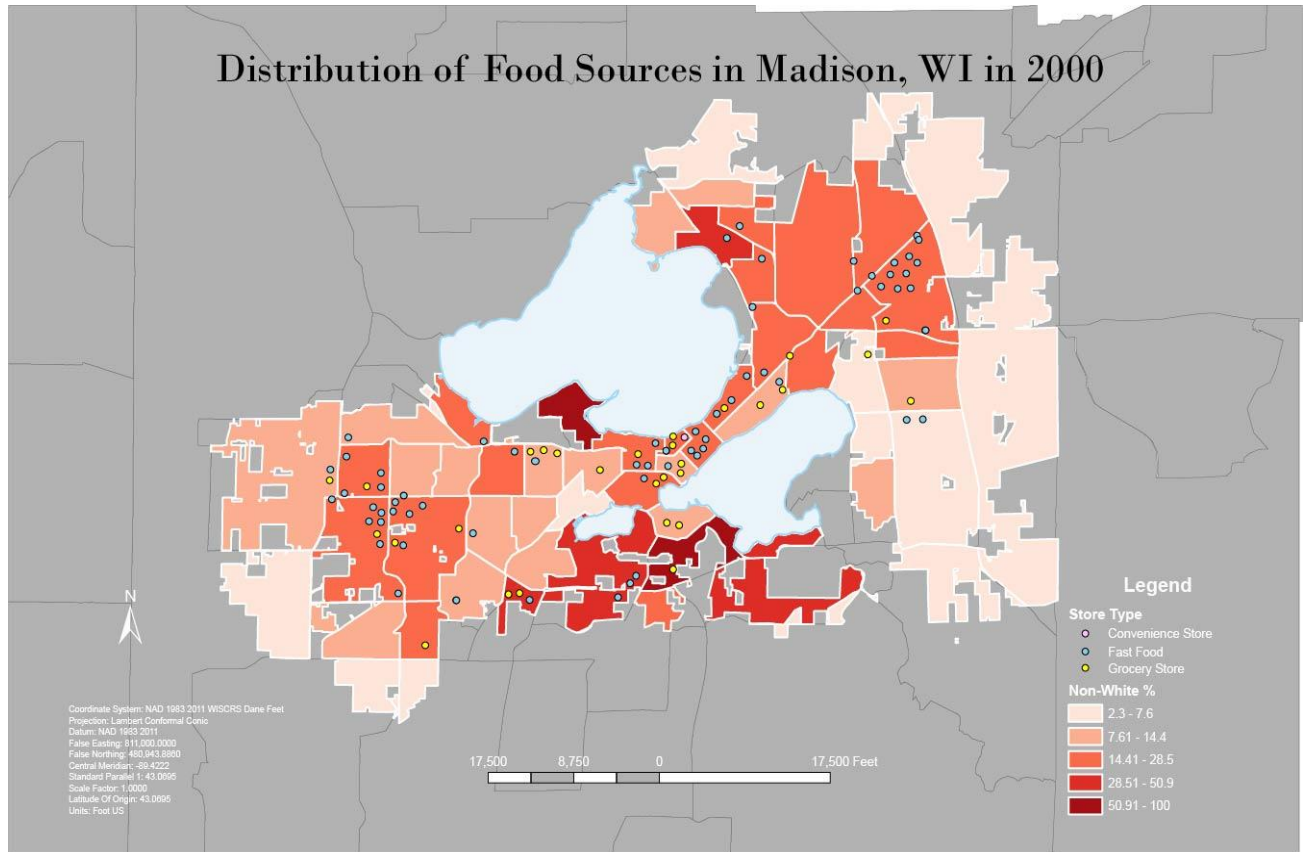 Distribution of Food Sources in Madison, WI in 2000
N
Coordinate System: NAD 1983 2011 WISCRS Dane Feet
Projection: Lambert Conformal Conic
Datum: NAD 1983 2011
False Easting: 811,000.0000
False Northing: 480,943.8860
Central Meridian: -89.4222
Standard Parallel 1: 43.0695
Scale Factor: 1.0000
Latitude Of Origin: 43.0695
Units: Foot US
17,500 8,750 0 17,500 Feet
Legend
Store Type
Convenience Store
Fast Food
Grocery Store
Non-White %
2.3 - 7.6
7.61 - 14.4
14.41 - 28.5
28.51 - 50.9
50.91 - 100